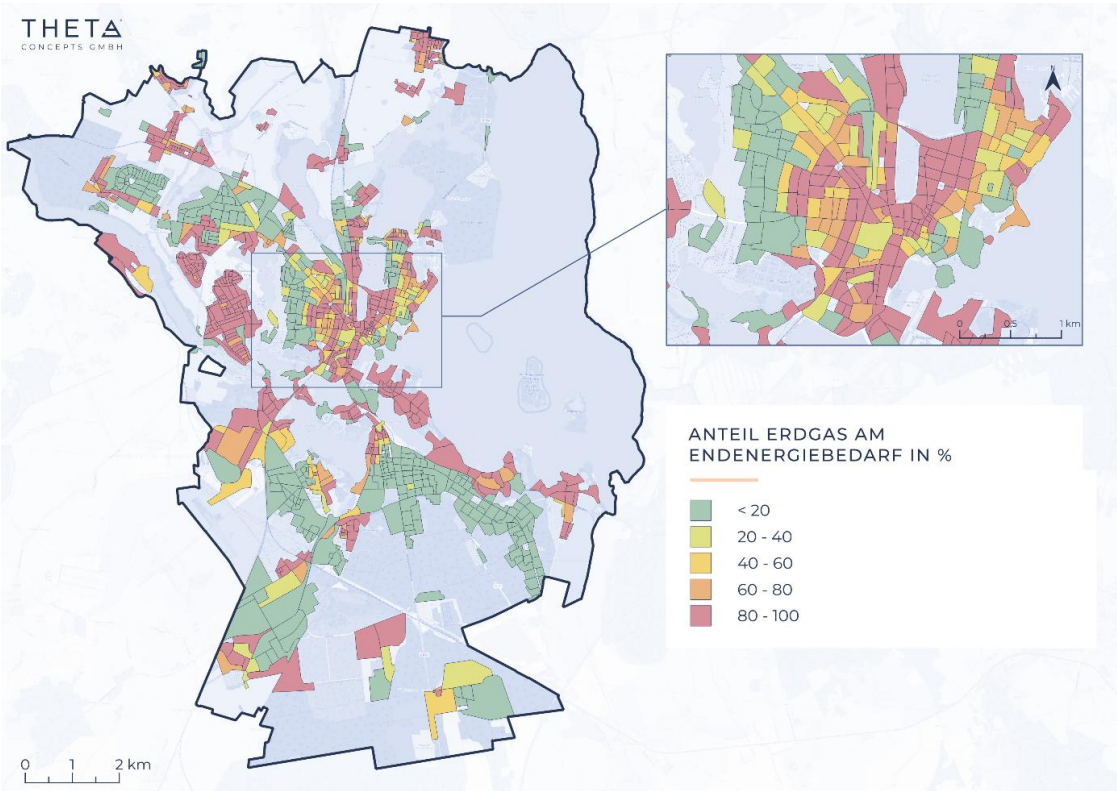 THETA
CONCEPTS GMBH
N
0 0,5 1 km
ANTEIL ERDGAS AM
ENDENERGIEBEDARF IN %
< 20
20 - 40
40 - 60
60 - 80
80 - 100
0 1 2 km